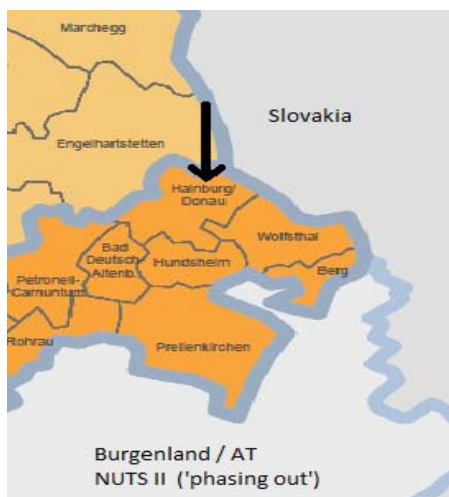 Marchegg
Slovakia
Engelhartstetten
Hainburg/
Donau
Wolfsthal
Bad
Deutsch-
Altenb.
Hundsheim
Berg
Petronell-
Carnuntum
Rohrau
Prellenkirchen
Burgenland / AT
NUTS II ('phasing out')